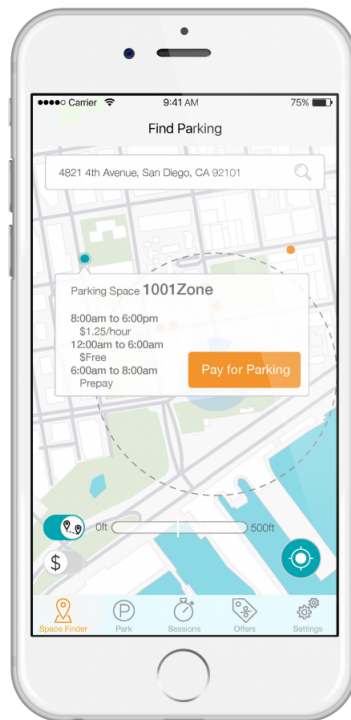 Carrier 9:41 AM 75%
Find Parking
4821 4th Avenue, San Diego, CA 92101
Parking Space 1001Zone
8:00am to 6:00pm
$1.25/hour
12:00am to 6:00am
$Free
6:00am to 8:00am
Prepay
Pay for Parking
0ft 500ft
$
P
Space Finder Park Sessions Offers Settings